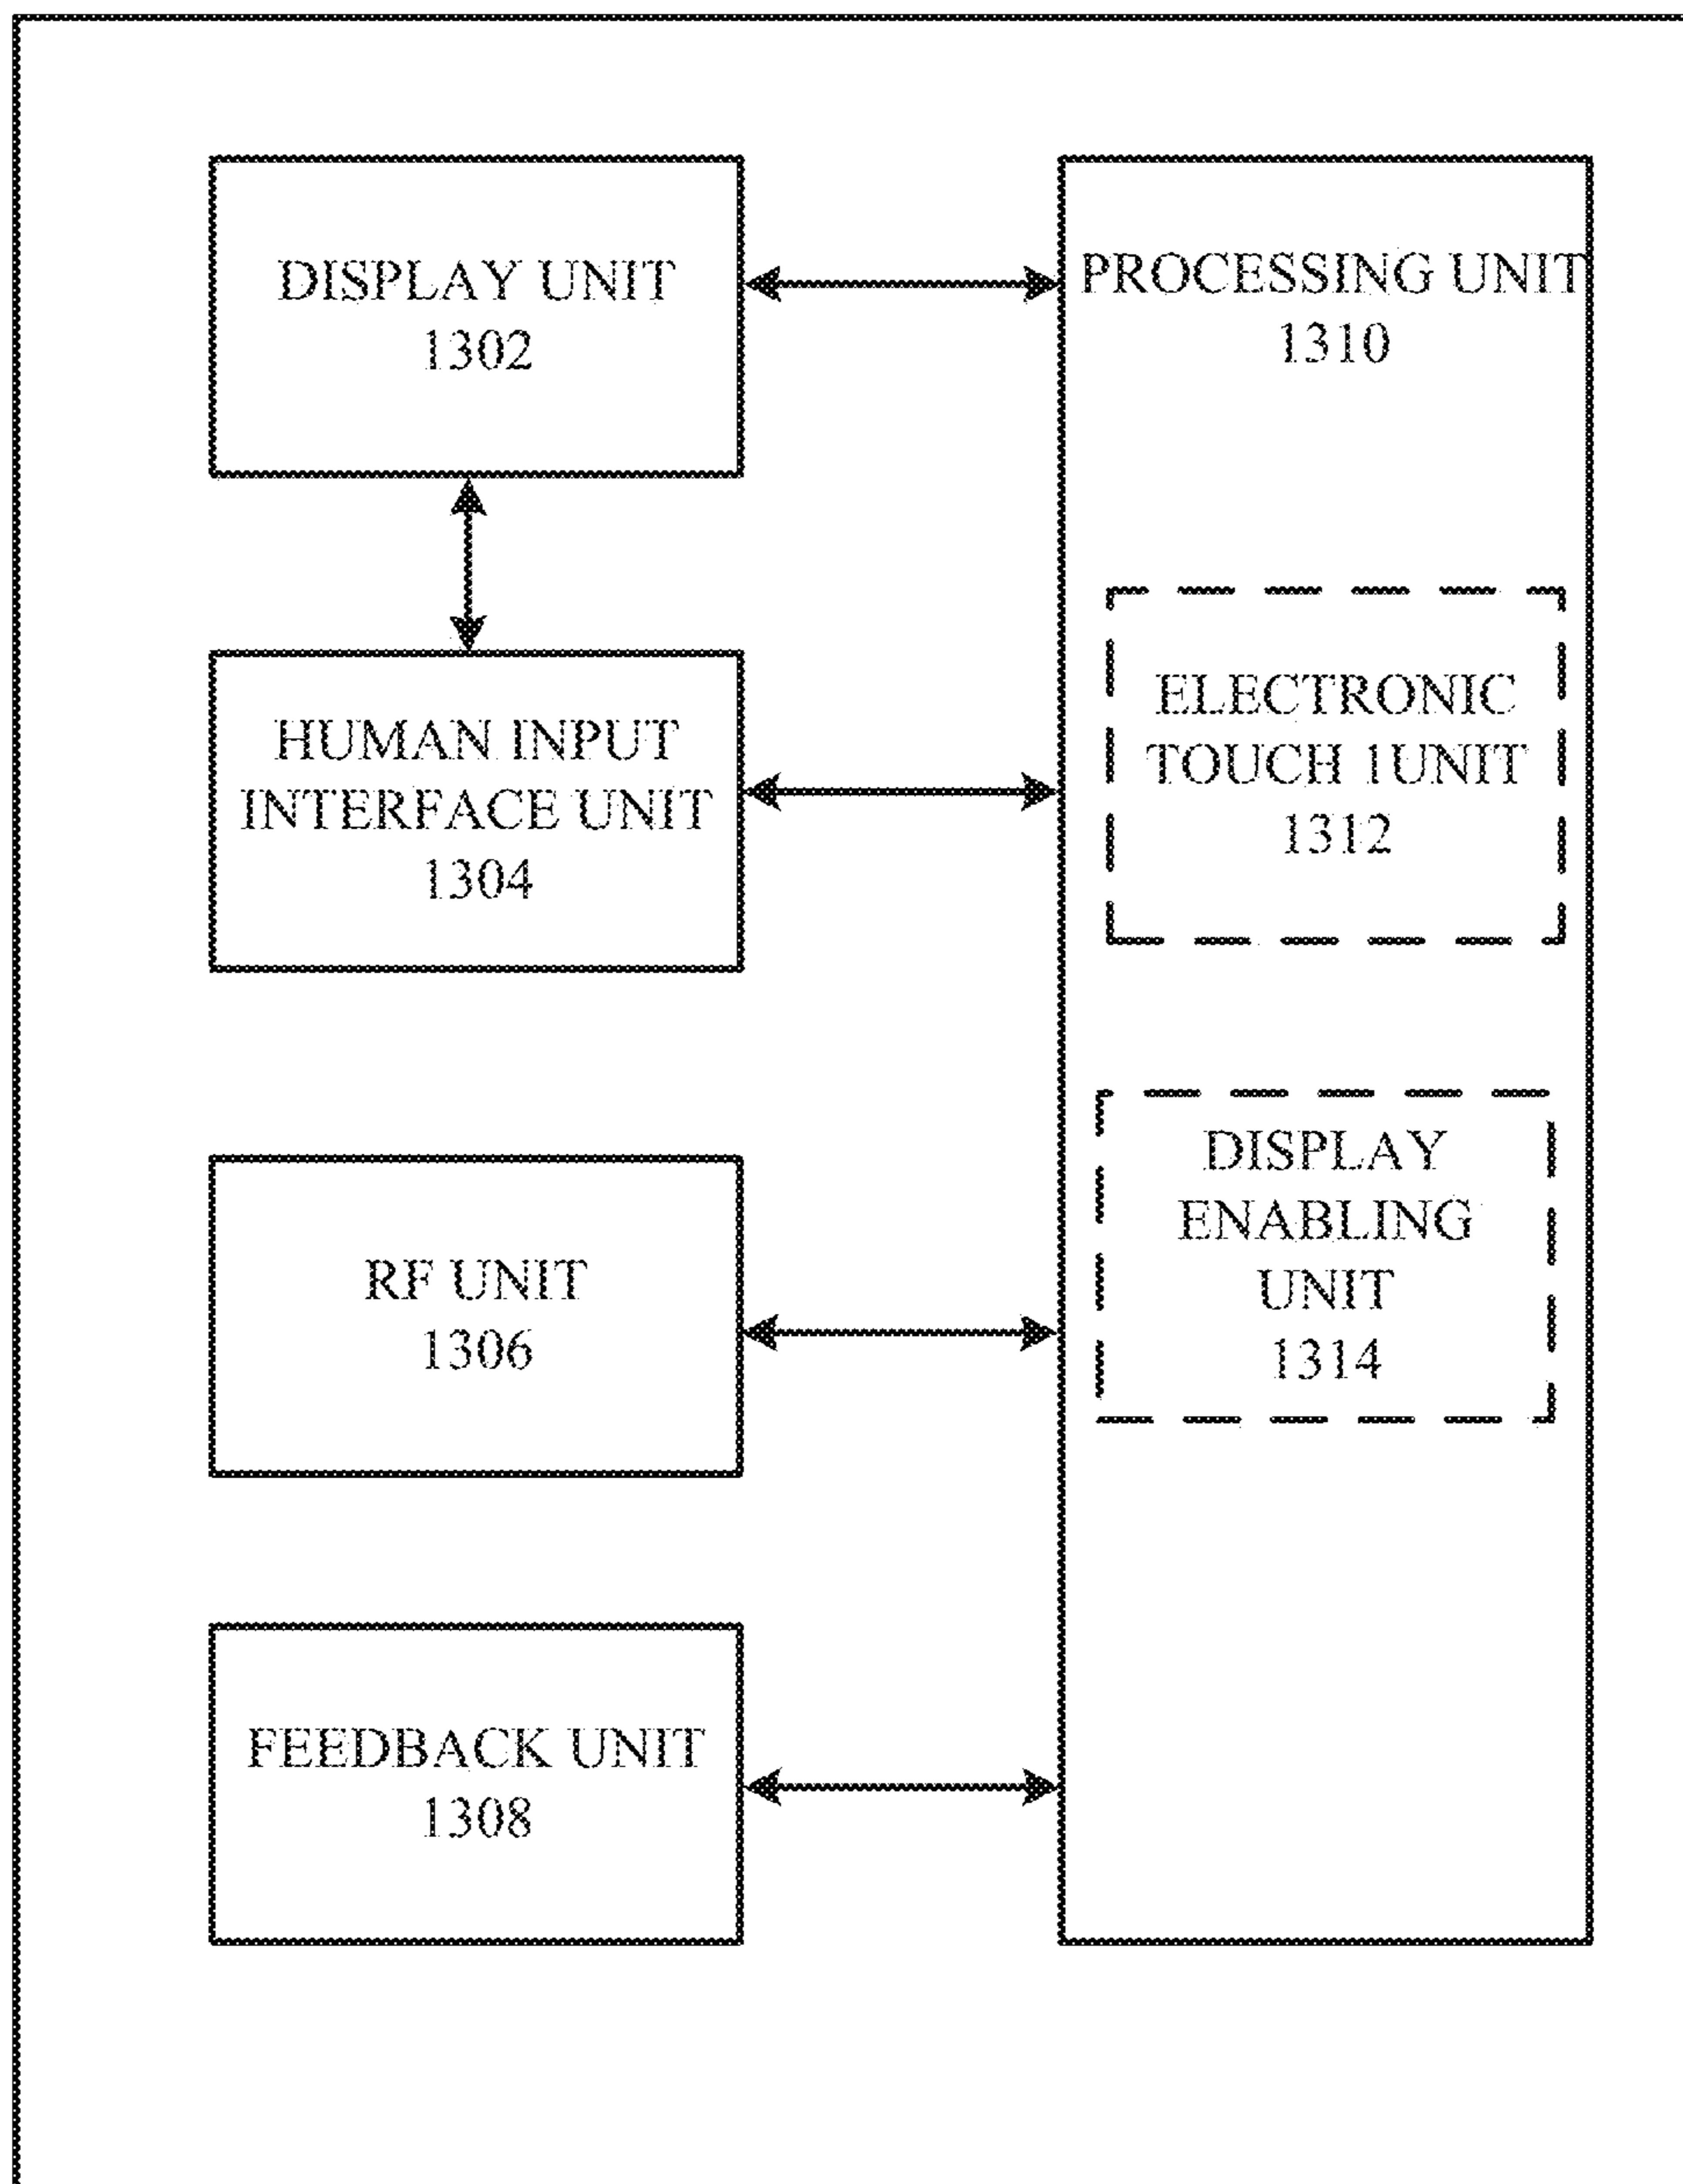 DISPLAY UNIT
1302
PROCESSING UNIT
1310
HUMAN INPUT
INTERFACE UNIT
1304
ELECTRONIC
TOUCH 1UNIT
1312
RF UNIT
1306
DISPLAY
ENABLING
UNIT
1314
FEEDBACK UNIT
1308